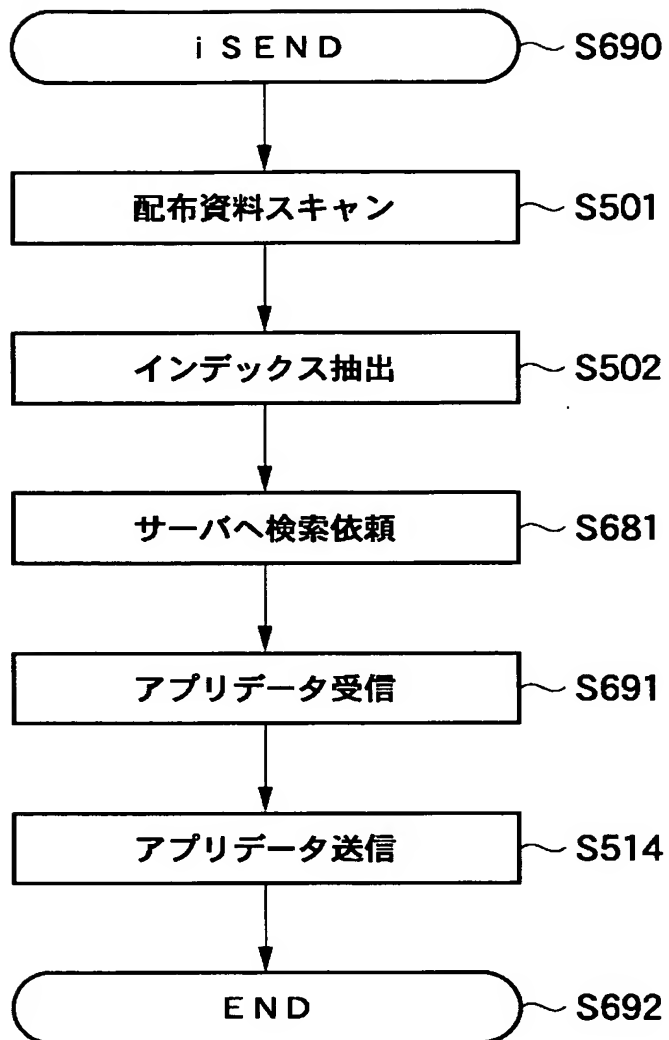 i SEND
S690
配布資料スキャン
S501
インデックス抽出
S502
サーバへ検索依頼
S681
アプリデータ受信
S691
アプリデータ送信
S514
END
S692